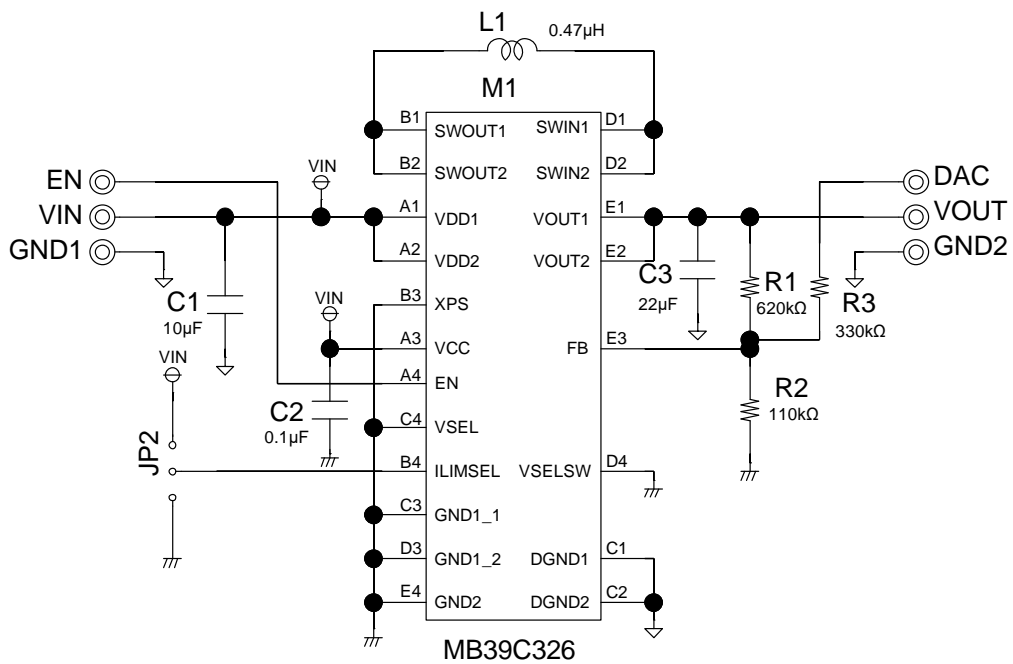 L1
0.47µH
M1
B1
SWOUT1
SWIN1
D1
B2
SWOUT2
SWIN2
D2
EN
VIN
DAC
VIN
A1
VDD1
VOUT1
E1
VOUT
GND1
A2
VDD2
VOUT2
E2
GND2
C1
10µF
B3
XPS
C3
22µF
R1
620kΩ
R3
330kΩ
VIN
A3
VCC
FB
E3
VIN
A4
EN
C2
0.1µF
R2
110kΩ
C4
VSEL
JP2
B4
ILIMSEL
VSELSW
D4
C3
GND1_1
D3
GND1_2
DGND1
C1
E4
GND2
DGND2
C2
MB39C326